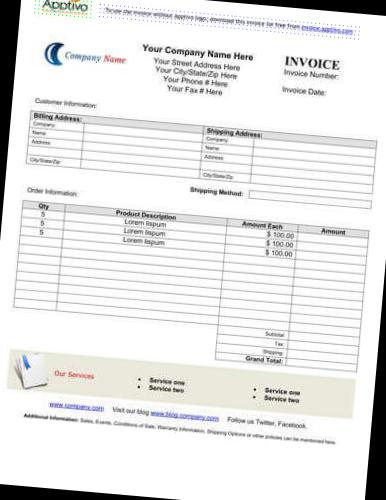 Apptivo
To use this invoice without Apptivo logo, download this invoice for free from invoice.apptivo.com
Company Name
Your Company Name Here
Your Street Address Here
Your City/State/Zip Here
Your Phone # Here
Your Fax # Here
INVOICE
Invoice Number:
Invoice Date:
Customer Information:
Billing Address: Shipping Address:
Company: Company:
Name: Name:
Address: Address:
City/State/Zip: City/State/Zip:
Order Information: Shipping Method:
Qty Product Description Amount Each Amount
5 Lorem Iispum $ 100.00
5 Lorem Iispum $ 100.00
5 Lorem Iispum $ 100.00
Subtotal:
Tax:
Shipping:
Grand Total:
Our Services
• Service one • Service one
• Service two • Service two
www.company.com Visit our blog www.blog.company.com Follow us Twitter, Facebook.
Additional Information: Sales, Events, Conditions of Sale, Warranty Information, Shipping Options or other policies can be mentioned here.